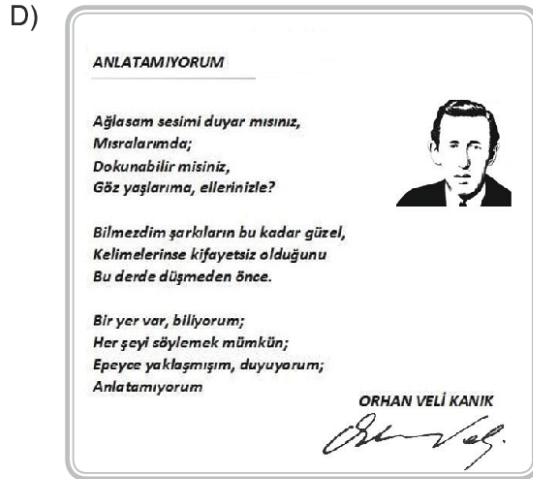 D)
ANLATAMIYORUM
Ağlasam sesimi duyar mısınız,
Mısralarımda;
Dokunabilir misiniz,
Göz yaşlarıma, ellerinizle?
Bilmezdim şarkıların bu kadar güzel,
Kelimelerinse kifayetsiz olduğunu
Bu derde düşmeden önce.
Bir yer var, biliyorum;
Her şeyi söylemek mümkün;
Epeyce yaklaşmışım, duyuyorum;
Anlatamıyorum
ORHAN VELİ KANIK
Orhan Veli